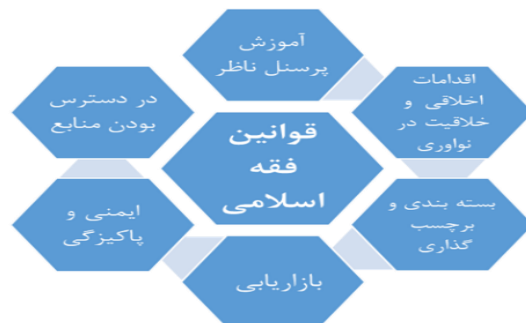 آموزش
پرسنل ناظر
اقدامات
اخلاقی و
خلاقیت در
نواوری
بسته بندی و
برچسب
گذاری
بازاریابی
ایمنی و
پاکیزگی
در دسترس
بودن منابع
قوانین
فقه
اسلامی